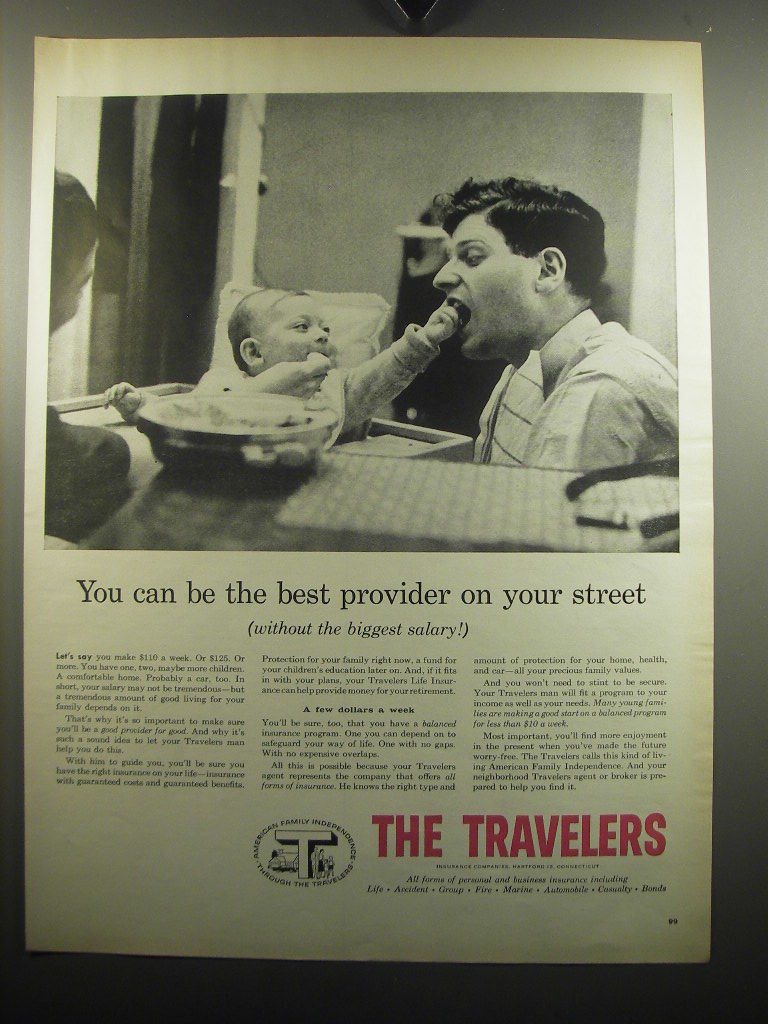 You can be the best provider on your street
(without the biggest salary!)
Let's say you make $110 a week. Or $125. Or
more. You have one, two, maybe more children.
A comfortable home. Probably a car, too. In
short, your salary may not be tremendous—but
a tremendous amount of good living for your
family depends on it.
That's why it's so important to make sure
you'll be a good provider for good. And why it's
such a sound idea to let your Travelers man
help you do this.
With him to guide you, you'll be sure you
have the right insurance on your life—insurance
with guaranteed costs and guaranteed benefits.
Protection for your family right now, a fund for
your children's education later on. And, if it fits
in with your plans, your Travelers Life Insur-
ance can help provide money for your retirement.
A few dollars a week
You'll be sure, too, that you have a balanced
insurance program. One you can depend on to
safeguard your way of life. One with no gaps.
With no expensive overlaps.
All this is possible because your Travelers
agent represents the company that offers all
forms of insurance. He knows the right type and
amount of protection for your home, health,
and car—all your precious family values.
And you won't need to stint to be secure.
Your Travelers man will fit a program to your
income as well as your needs. Many young fami-
lies are making a good start on a balanced program
for less than $10 a week.
Most important, you'll find more enjoyment
in the present when you've made the future
worry-free. The Travelers calls this kind of liv-
ing American Family Independence. And your
neighborhood Travelers agent or broker is pre-
pared to help you find it.
AMERICAN FAMILY INDEPENDENCE
T
THROUGH THE TRAVELERS
THE TRAVELERS
INSURANCE COMPANIES, HARTFORD 15, CONNECTICUT
All forms of personal and business insurance including
Life • Accident • Group • Fire • Marine • Automobile • Casualty • Bonds
99